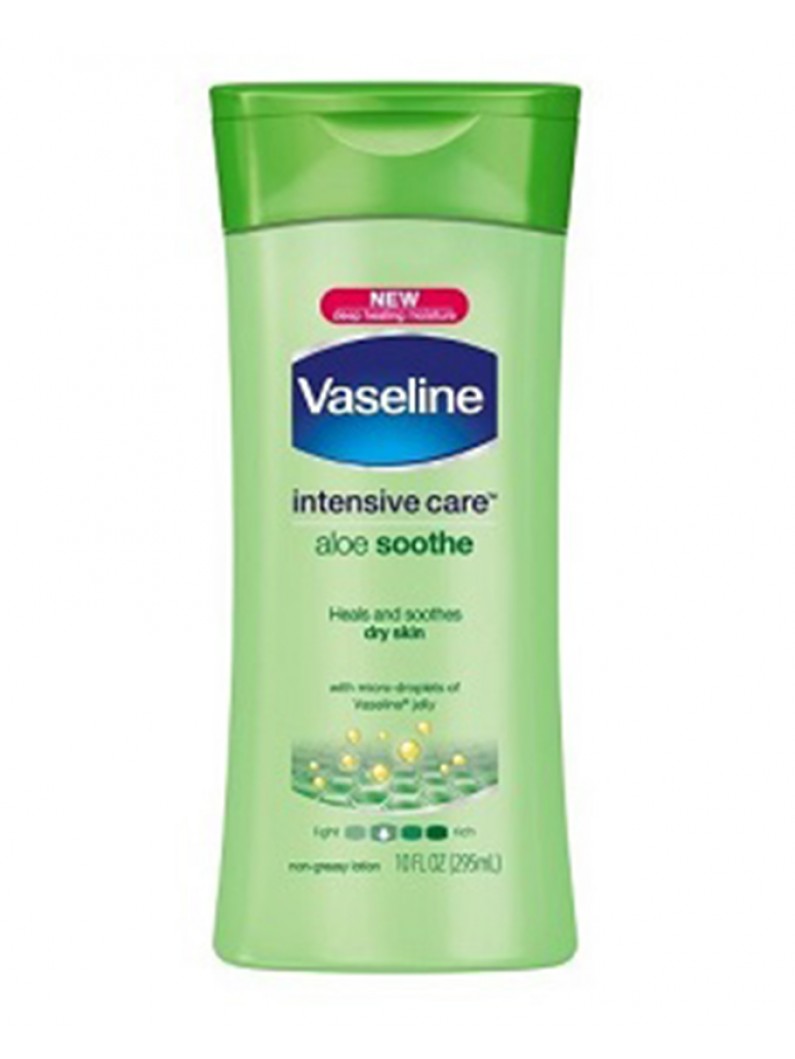 NEW
deep healing moisture
Vaseline
intensive care™
aloe soothe
Heals and soothes
dry skin
with micro-droplets of
Vaseline® jelly
light rich
non-greasy lotion 10 FL OZ (295mL)